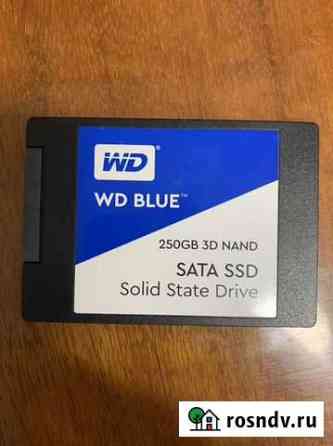 WD®
WD BLUE™
250GB 3D NAND
SATA SSD
Solid State Drive
rosndv.ru